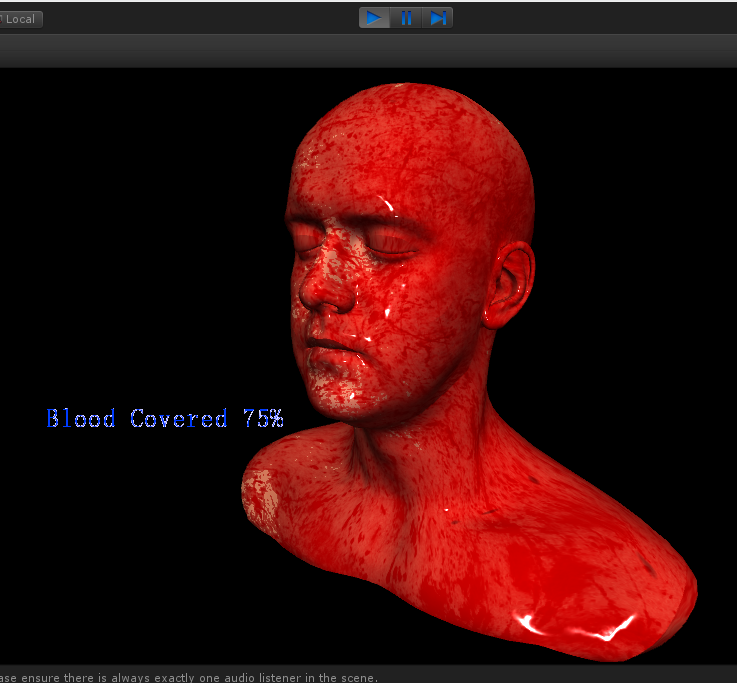 Local
Blood Covered 75%
ase ensure there is always exactly one audio listener in the scene.